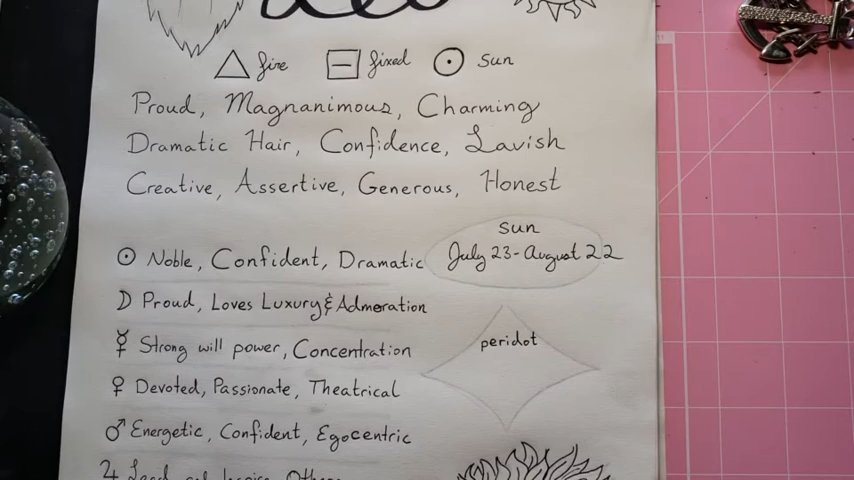 fire fixed Sun
Proud, Magnanimous, Charming
Dramatic Hair, Confidence, Lavish
Creative, Assertive, Generous, Honest
sun
July 23-August 22
☉ Noble, Confident, Dramatic
☽ Proud, Loves Luxury & Admoration
peridot
☿ Strong will power, Concentration
♀ Devoted, Passionate, Theatrical
♂ Energetic, Confident, Egocentric